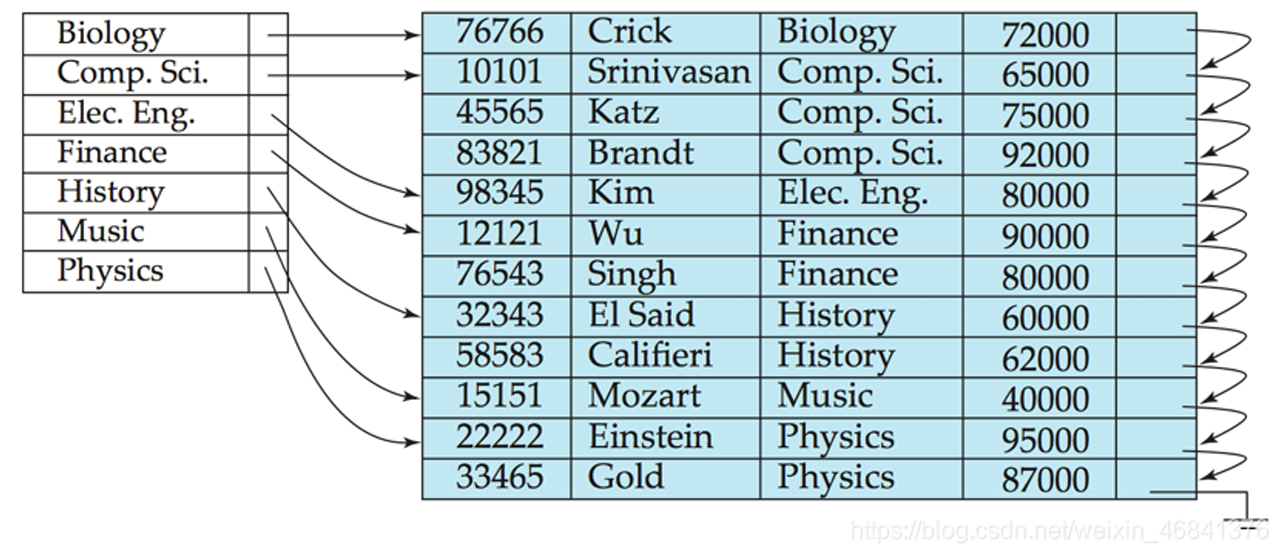 Biology
Comp. Sci.
Elec. Eng.
Finance
History
Music
Physics
76766 Crick Biology 72000
10101 Srinivasan Comp. Sci. 65000
45565 Katz Comp. Sci. 75000
83821 Brandt Comp. Sci. 92000
98345 Kim Elec. Eng. 80000
12121 Wu Finance 90000
76543 Singh Finance 80000
32343 El Said History 60000
58583 Califieri History 62000
15151 Mozart Music 40000
22222 Einstein Physics 95000
33465 Gold Physics 87000
https://blog.csdn.net/weixin_46841376